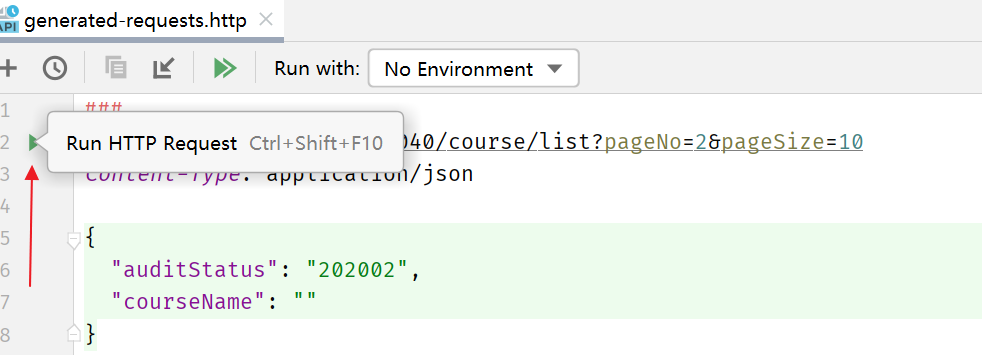 API generated-requests.http
Run with: No Environment
1 ###
Run HTTP Request Ctrl+Shift+F10
2 040/course/list?pageNo=2&pageSize=10
3 Content-Type: application/json
4
5 {
6 "auditStatus": "202002",
7 "courseName": ""
8 }